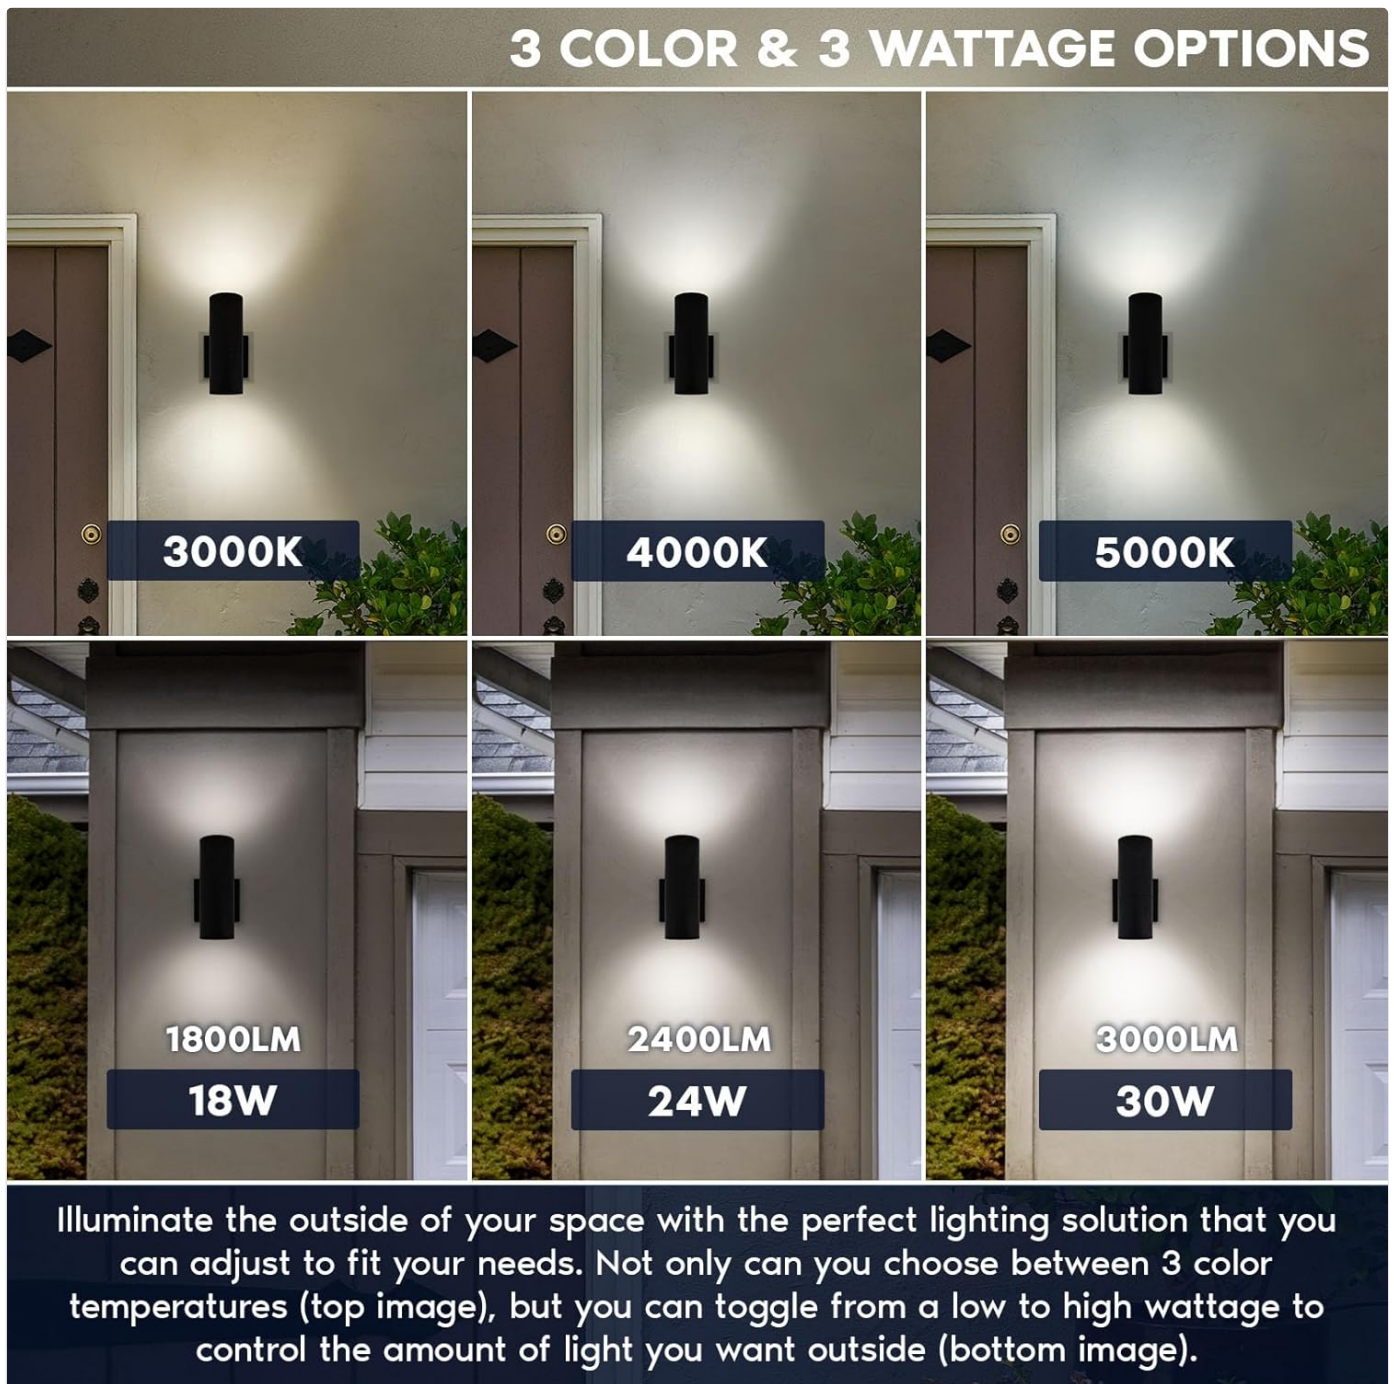 3 COLOR & 3 WATTAGE OPTIONS
3000K
4000K
5000K
1800LM
18W
2400LM
24W
3000LM
30W
Illuminate the outside of your space with the perfect lighting solution that you
can adjust to fit your needs. Not only can you choose between 3 color
temperatures (top image), but you can toggle from a low to high wattage to
control the amount of light you want outside (bottom image).